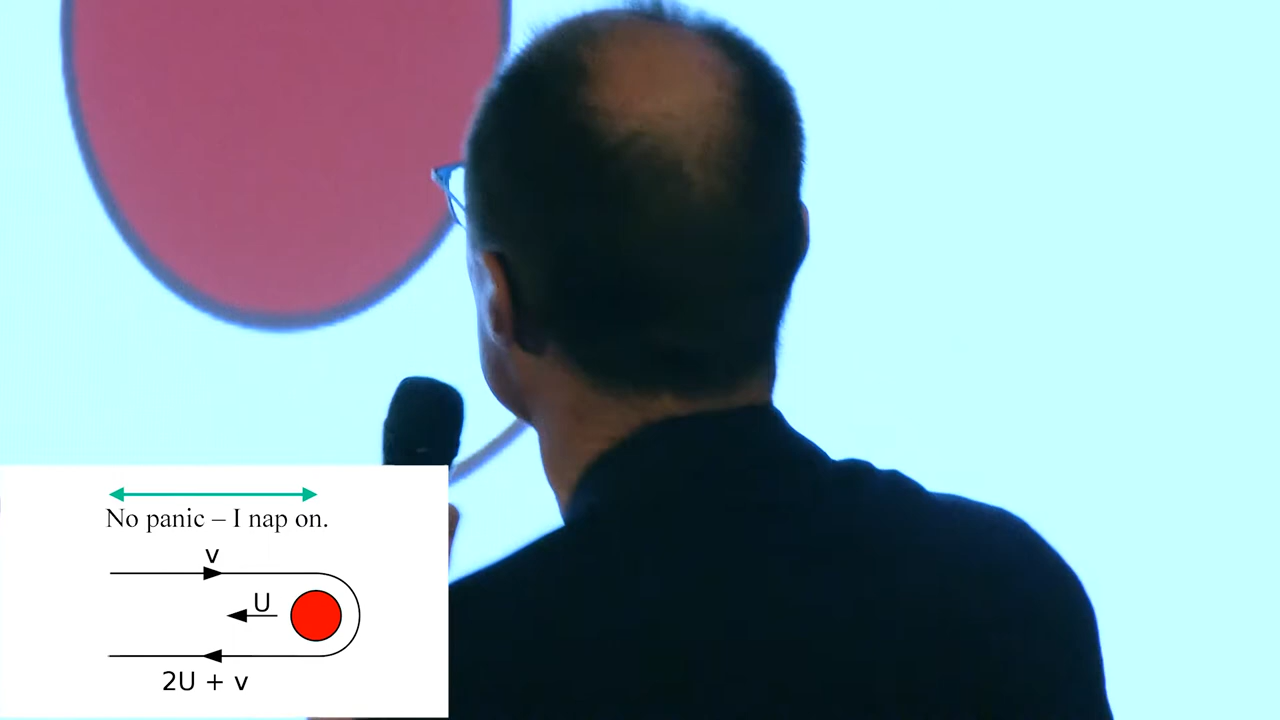 No panic – I nap on.
v
U
2U + v